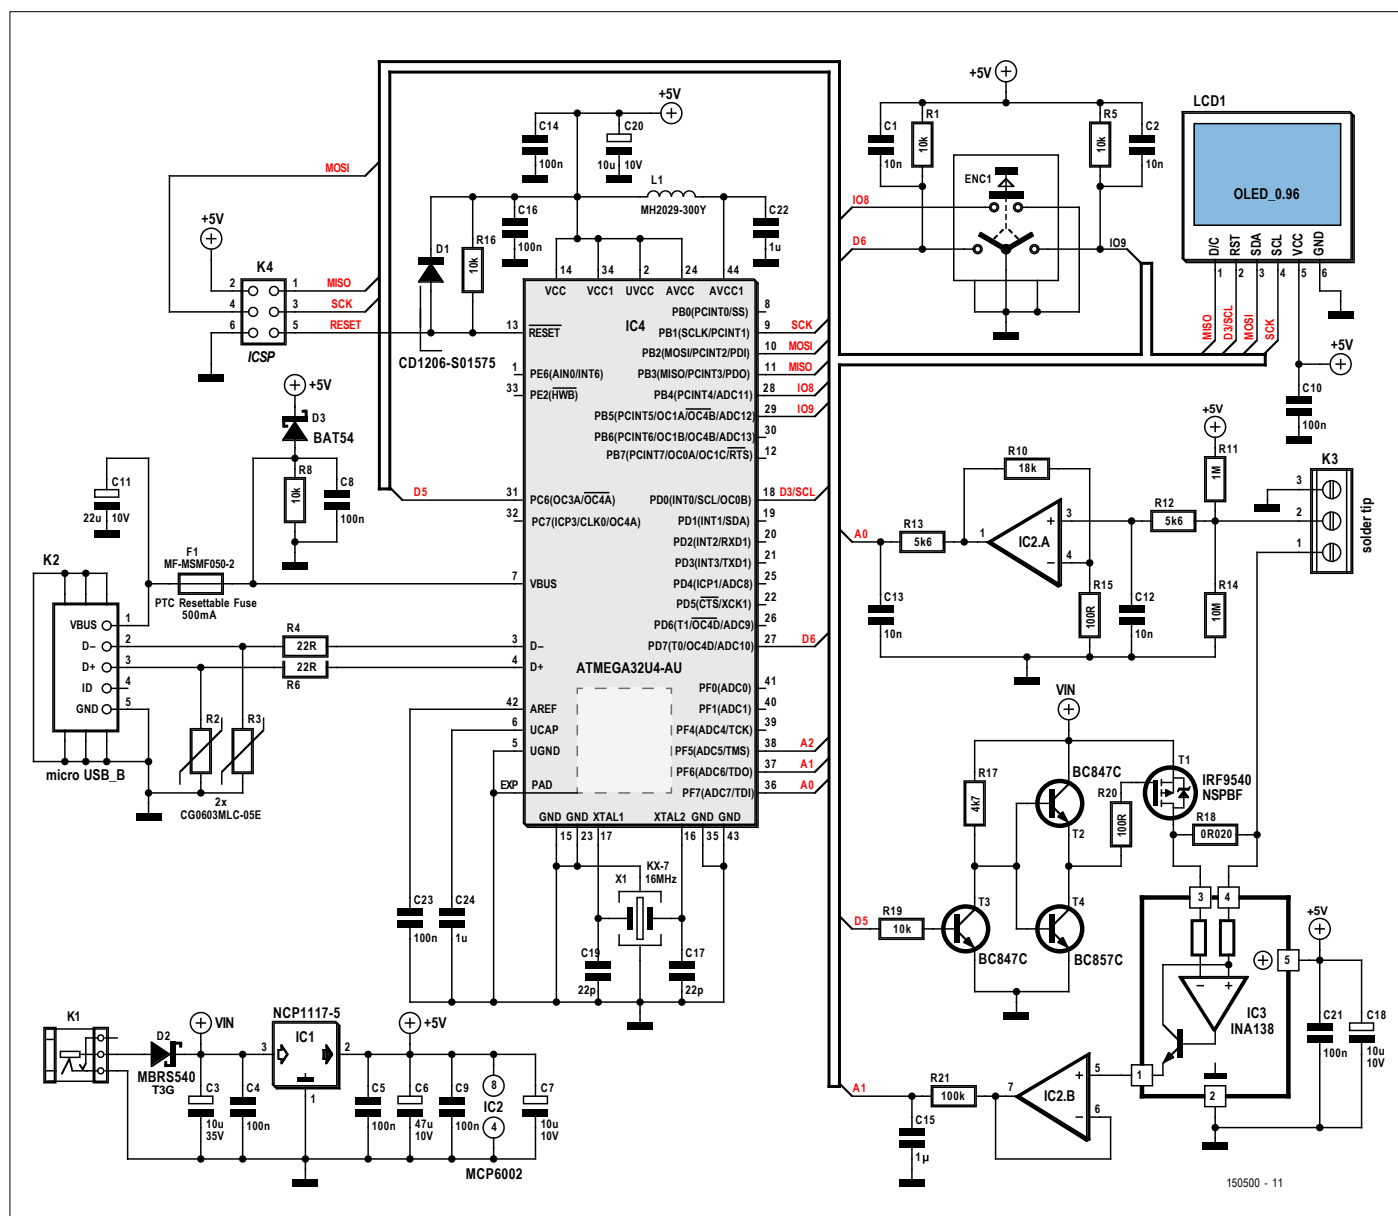 +5V
LCD1
+5V
C14
100n
C20
10u 10V
C1
10n
R1
10k
R5
10k
C2
10n
ENC1
OLED_0.96
D/C
RST
SDA
SCL
VCC
GND
1 2 3 4 5 6
MISO
D3/SCL
MOSI
SCK
MOSI
L1
MH2029-300Y
C16
100n
C22
1u
IO8
D6
IO9
+5V
K4
2 1 MISO
4 3 SCK
6 5 RESET
ICSP
D1
R16
10k
CD1206-S01575
14 34 2 24 44
VCC VCC1 UVCC AVCC AVCC1
IC4
13 RESET
1 PE6(AIN0/INT6)
33 PE2(HWB)
31 PC6(OC3A/OC4A)
32 PC7(ICP3/CLK0/OC4A)
7 VBUS
3 D–
4 D+
42 AREF
6 UCAP
5 UGND
EXP PAD
ATMEGA32U4-AU
PB0(PCINT0/SS) 8
PB1(SCLK/PCINT1) 9 SCK
PB2(MOSI/PCINT2/PDI) 10 MOSI
PB3(MISO/PCINT3/PDO) 11 MISO
PB4(PCINT4/ADC11) 28 IO8
PB5(PCINT5/OC1A/OC4B/ADC12) 29 IO9
PB6(PCINT6/OC1B/OC4B/ADC13) 30
PB7(PCINT7/OC0A/OC1C/RTS) 12
PD0(INT0/SCL/OC0B) 18 D3/SCL
PD1(INT1/SDA) 19
PD2(INT2/RXD1) 20
PD3(INT3/TXD1) 21
PD4(ICP1/ADC8) 25
PD5(CTS/XCK1) 22
PD6(T1/OC4D/ADC9) 26
PD7(T0/OC4D/ADC10) 27 D6
PF0(ADC0) 41
PF1(ADC1) 40
PF4(ADC4/TCK) 39
PF5(ADC5/TMS) 38 A2
PF6(ADC6/TDO) 37 A1
PF7(ADC7/TDI) 36 A0
GND GND XTAL1 XTAL2 GND GND
15 23 17 16 35 43
+5V
D3
BAT54
R8
10k
C8
100n
D5
C11
22u 10V
F1
MF-MSMF050-2
PTC Resettable Fuse
500mA
K2
VBUS 1
D– 2
D+ 3
ID 4
GND 5
micro USB_B
R4
22R
22R
R6
R2
R3
2x
CG0603MLC-05E
C23
100n
C24
1u
X1
KX-7
16MHz
C19
22p
C17
22p
+5V
C10
100n
+5V
R11
1M
K3
3
2
1
solder tip
R10
18k
R12
5k6
A0
R13
5k6
1
IC2.A
+ 3
– 4
C13
10n
R15
100R
C12
10n
R14
10M
VIN
R17
4k7
BC847C
T2
R20
100R
T1
IRF9540
NSPBF
R18
0R020
D5
R19
10k
T3
BC847C
T4
BC857C
3 4
5
– +
IC3
INA138
1
2
+5V
C21
100n
C18
10u
10V
A1
R21
100k
7
IC2.B
+ 5
– 6
C15
1µ
K1
D2
MBRS540
T3G
VIN
C3
10u
35V
C4
100n
NCP1117-5
IC1
3 2
1
+5V
C5
100n
C6
47u
10V
C9
100n
8
IC2
4
MCP6002
C7
10u
10V
150500 - 11